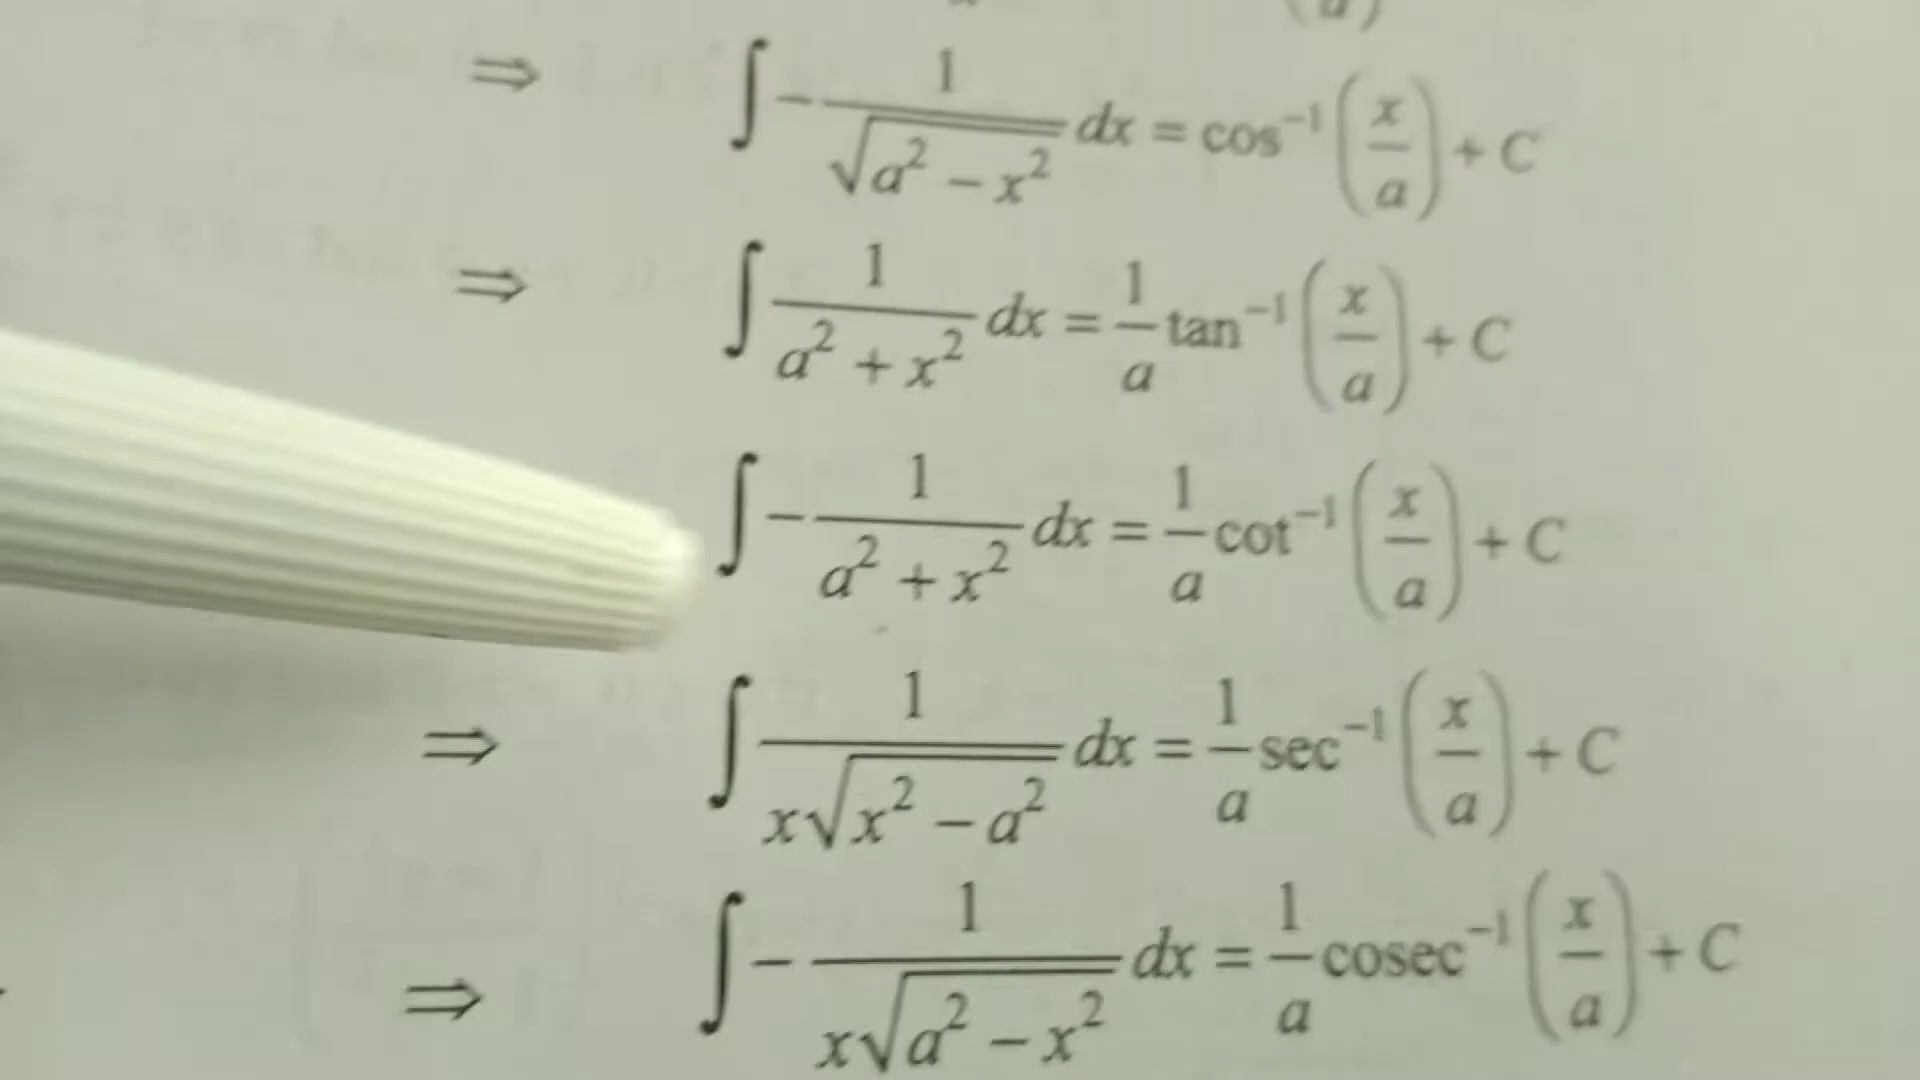 ⇒ ∫ -1/√(a² − x²) dx = cos⁻¹(x/a) + C
⇒ ∫ 1/(a² + x²) dx = 1/a tan⁻¹(x/a) + C
∫ -1/(a² + x²) dx = 1/a cot⁻¹(x/a) + C
⇒ ∫ 1/(x√(x² − a²)) dx = 1/a sec⁻¹(x/a) + C
⇒ ∫ -1/(x√(a² − x²)) dx = 1/a cosec⁻¹(x/a) + C